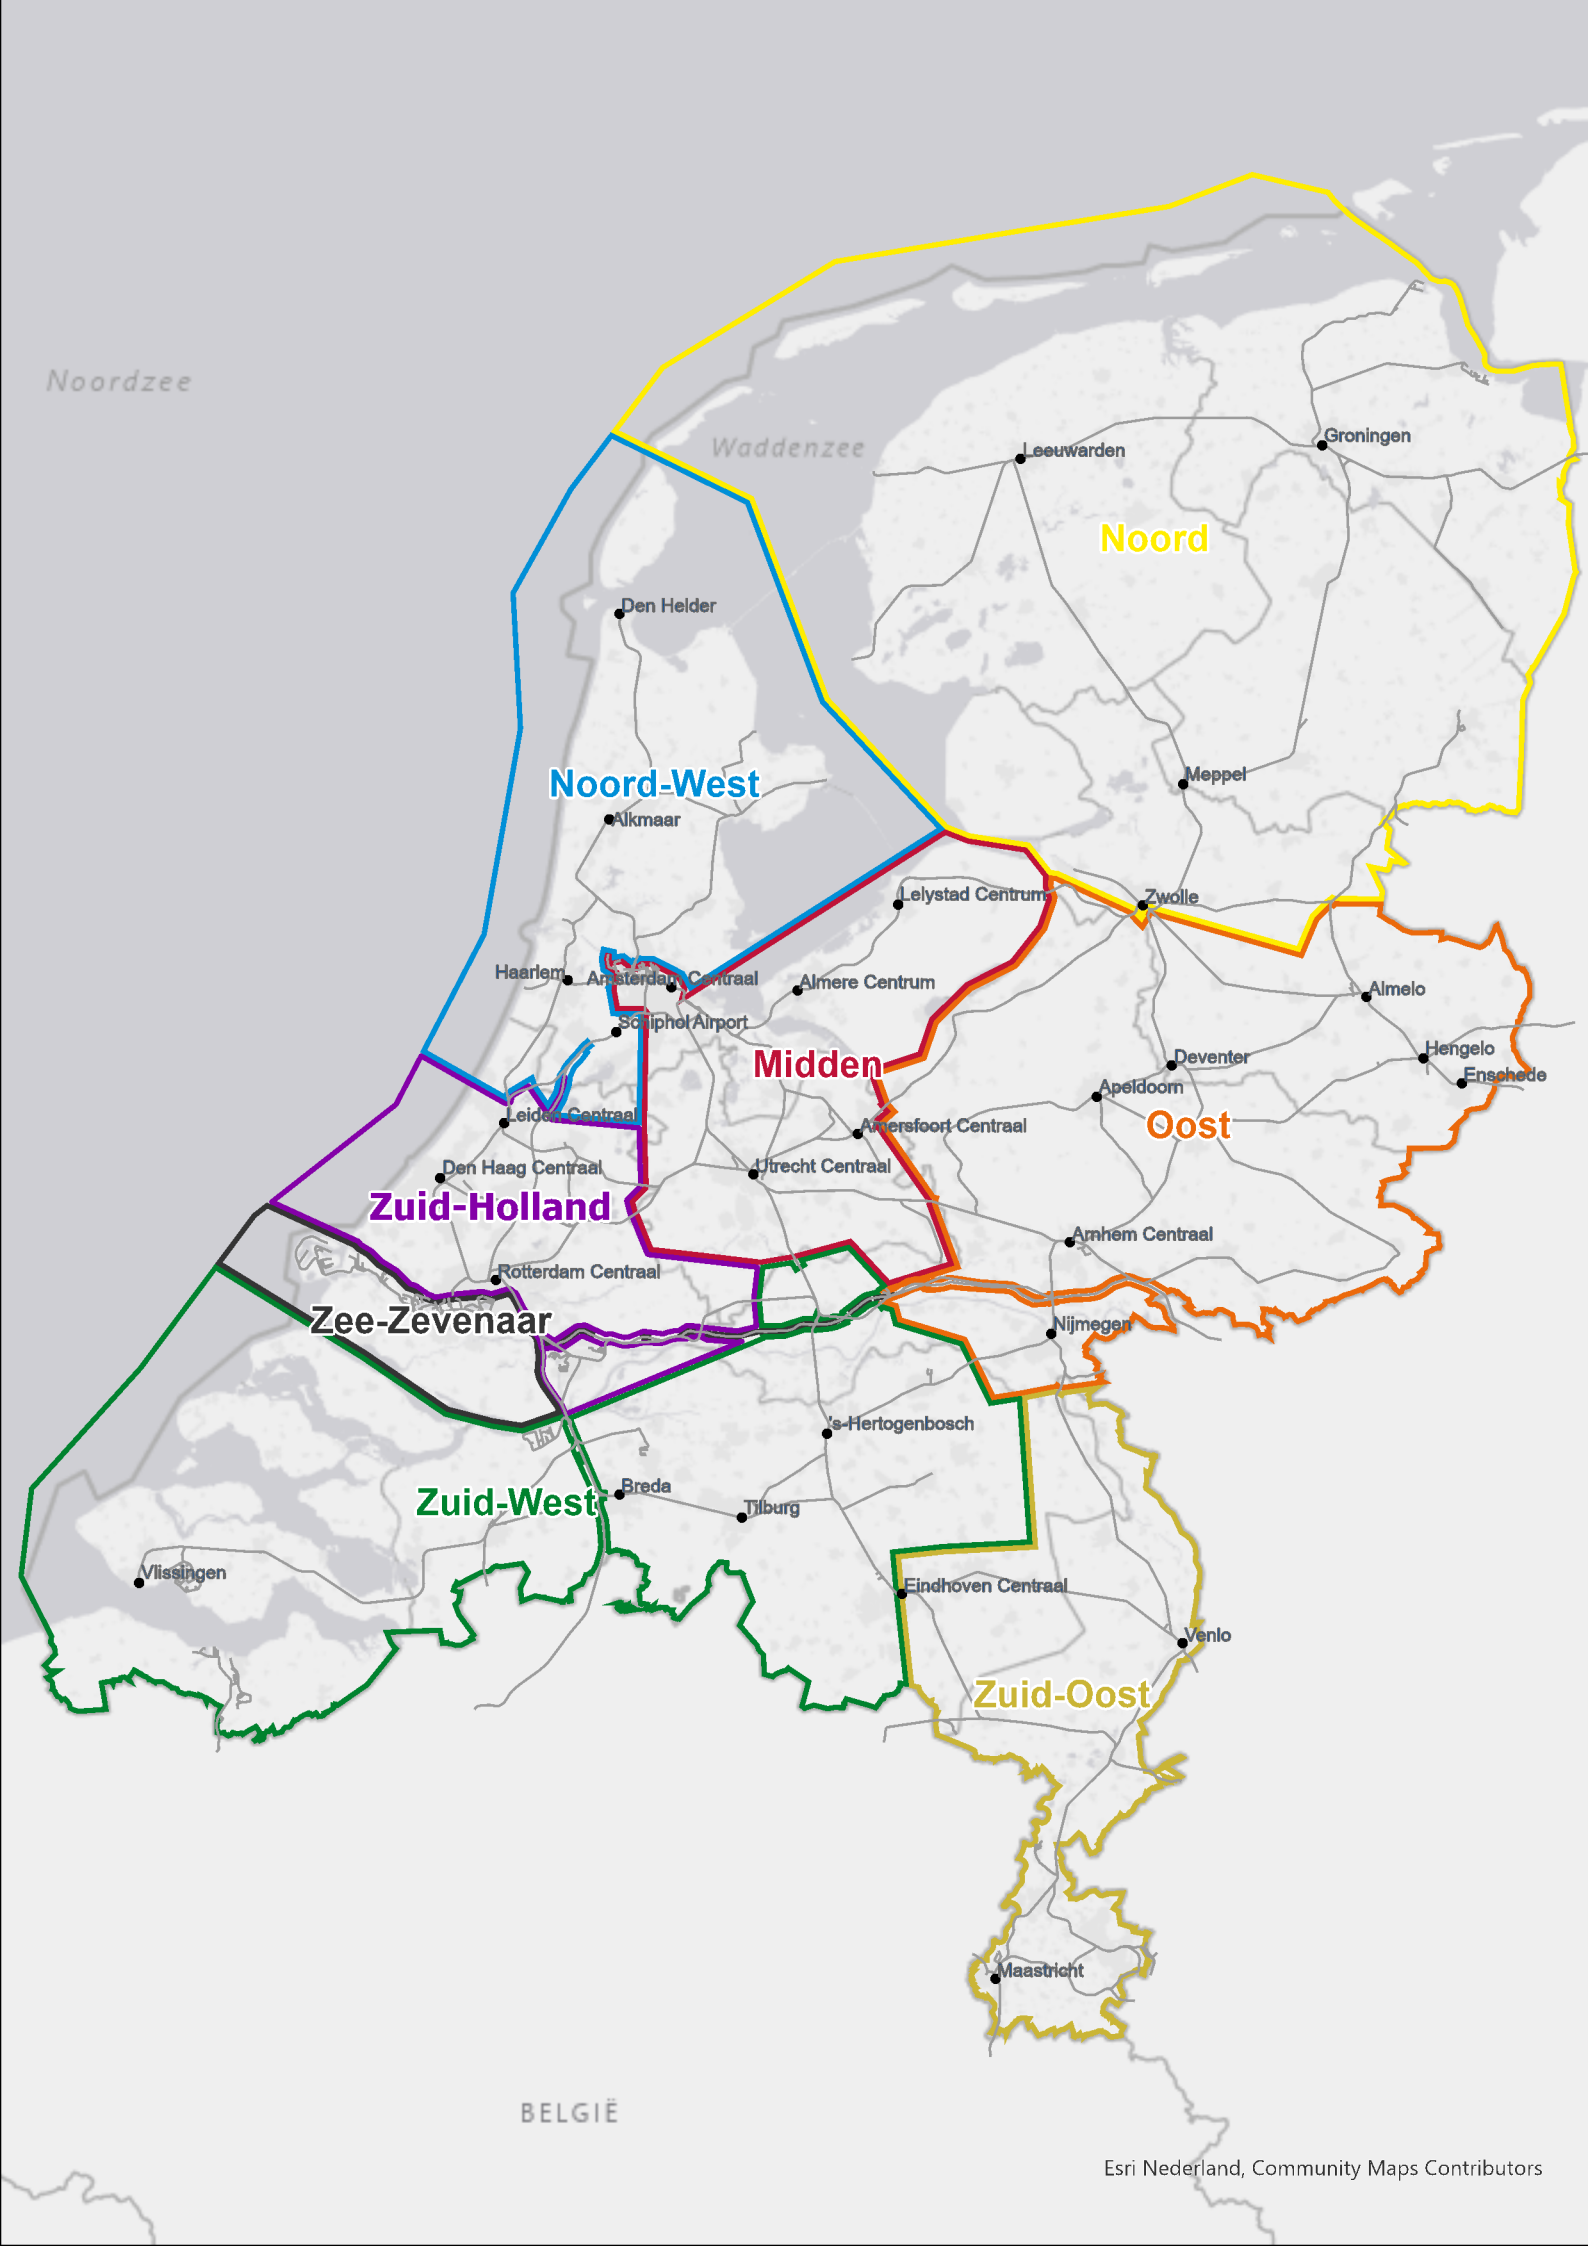 Noordzee
Waddenzee
Leeuwarden
Groningen
Noord
Den Helder
Noord-West
Meppel
Alkmaar
Lelystad Centrum
Zwolle
Haarlem
Amsterdam Centraal
Almere Centrum
Almelo
Schiphol Airport
Midden
Deventer
Hengelo
Enschede
Apeldoorn
Leiden Centraal
Amersfoort Centraal
Oost
Den Haag Centraal
Utrecht Centraal
Zuid-Holland
Arnhem Centraal
Rotterdam Centraal
Zee-Zevenaar
Nijmegen
's-Hertogenbosch
Zuid-West
Breda
Tilburg
Vlissingen
Eindhoven Centraal
Venlo
Zuid-Oost
Maastricht
BELGIË
Esri Nederland, Community Maps Contributors